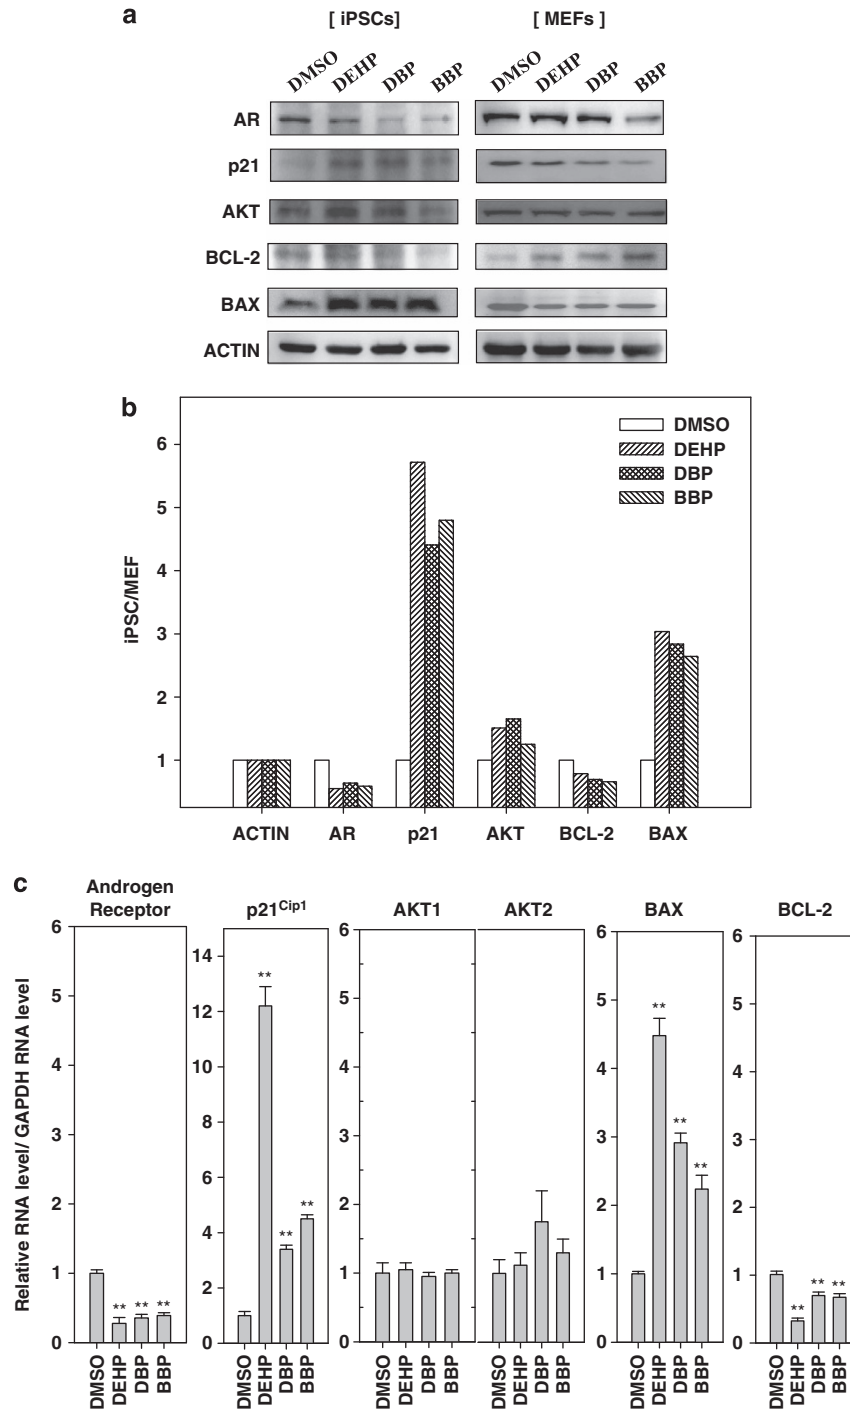 a
[ iPSCs]
[ MEFs ]
DMSO DEHP DBP BBP DMSO DEHP DBP BBP
AR
p21
AKT
BCL-2
BAX
ACTIN
b
DMSO
DEHP
DBP
BBP
6
5
4
3
2
1
iPSC/MEF
ACTIN AR p21 AKT BCL-2 BAX
c
Androgen
Receptor
p21Cip1
AKT1
AKT2
BAX
BCL-2
Relative RNA level/ GAPDH RNA level
6
5
4
3
2
1
0
** ** **
DMSO DEHP DBP BBP
14
12
10
8
6
4
2
0
** ** **
DMSO DEHP DBP BBP
6
5
4
3
2
1
0
DMSO DEHP DBP BBP
DMSO DEHP DBP BBP
6
5
4
3
2
1
0
** ** **
DMSO DEHP DBP BBP
6
5
4
3
2
1
0
** ** **
DMSO DEHP DBP BBP